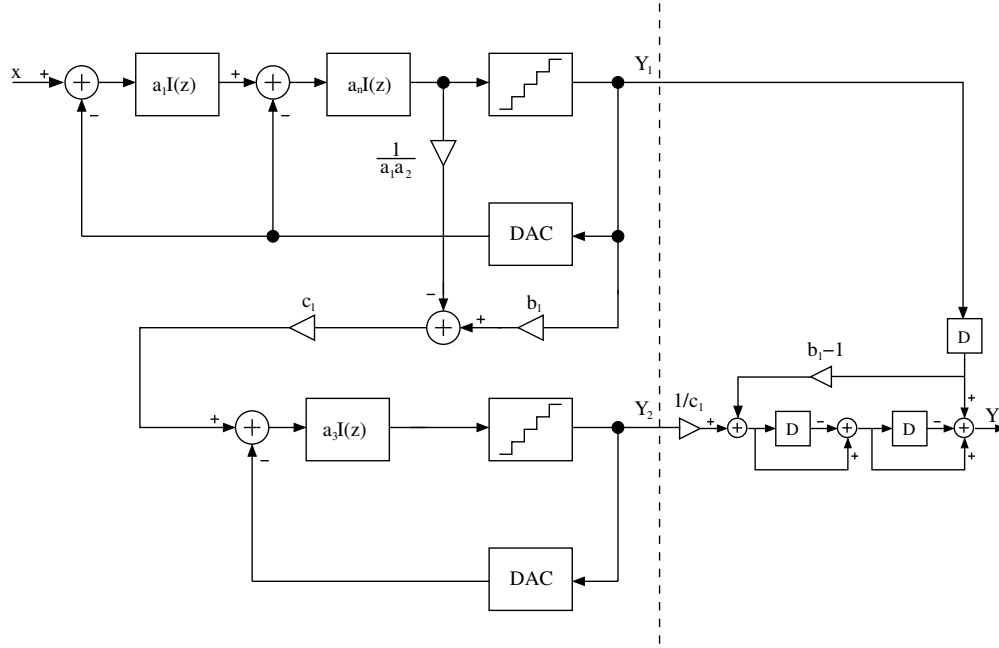 x + + a₁I(z) + + aₙI(z) Y₁
− −
1
a₁a₂
DAC
− c₁ + + b₁
D
b₁−1
+ + a₃I(z) Y₂ 1/c₁ + + D − + D − + + Y
− + +
DAC